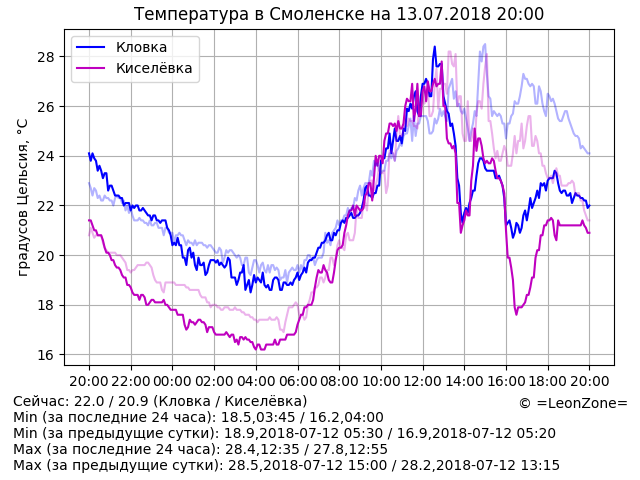 Температура в Смоленске на 13.07.2018 20:00
Кловка
Киселёвка
градусов Цельсия, °C
28
26
24
22
20
18
16
20:00 22:00 00:00 02:00 04:00 06:00 08:00 10:00 12:00 14:00 16:00 18:00 20:00
Сейчас: 22.0 / 20.9 (Кловка / Киселёвка)
© =LeonZone=
Min (за последние 24 часа): 18.5,03:45 / 16.2,04:00
Min (за предыдущие сутки): 18.9,2018-07-12 05:30 / 16.9,2018-07-12 05:20
Max (за последние 24 часа): 28.4,12:35 / 27.8,12:55
Max (за предыдущие сутки): 28.5,2018-07-12 15:00 / 28.2,2018-07-12 13:15